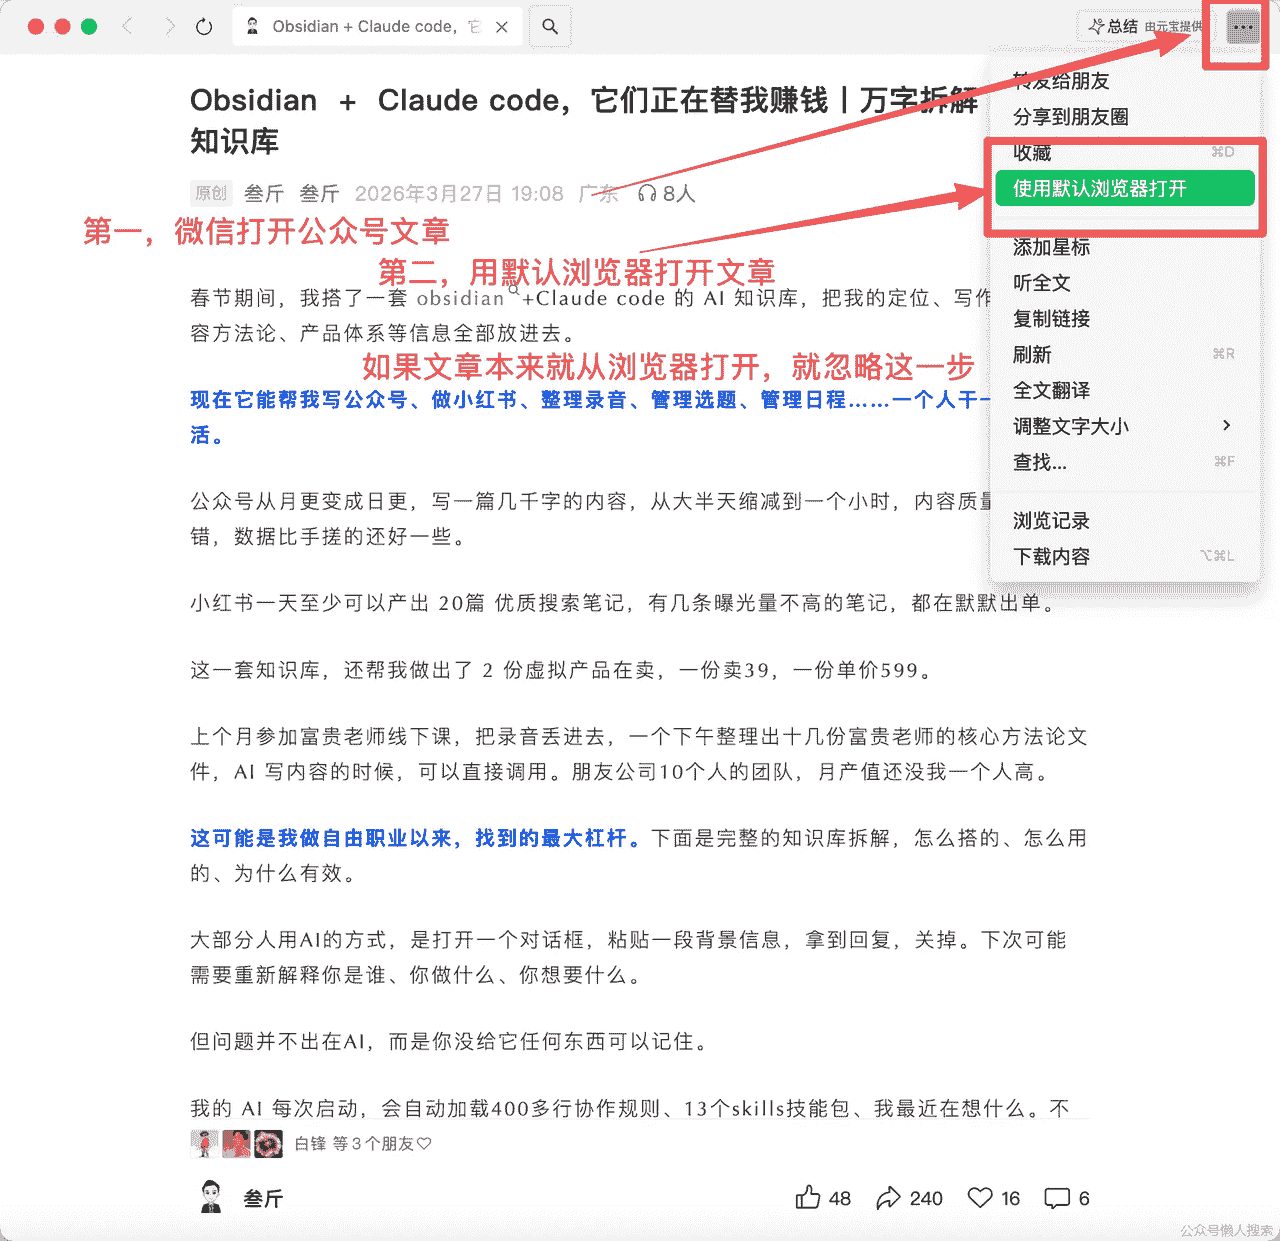 Obsidian + Claude code，它
总结 由元宝提供
Obsidian + Claude code，它们正在替我赚钱丨万字拆解
知识库
原创 叁斤 叁斤 2026年3月27日 19:08 广东 8人
第一，微信打开公众号文章
第二，用默认浏览器打开文章
春节期间，我搭了一套 obsidian+Claude code 的 AI 知识库，把我的定位、写作
容方法论、产品体系等信息全部放进去。
如果文章本来就从浏览器打开，就忽略这一步
现在它能帮我写公众号、做小红书、整理录音、管理选题、管理日程……一个人干一
活。
公众号从月更变成日更，写一篇几千字的内容，从大半天缩减到一个小时，内容质量
错，数据比手搓的还好一些。
小红书一天至少可以产出 20篇 优质搜索笔记，有几条曝光量不高的笔记，都在默默出单。
这一套知识库，还帮我做出了 2 份虚拟产品在卖，一份卖39，一份单价599。
上个月参加富贵老师线下课，把录音丢进去，一个下午整理出十几份富贵老师的核心方法论文
件，AI 写内容的时候，可以直接调用。朋友公司10个人的团队，月产值还没我一个人高。
这可能是我做自由职业以来，找到的最大杠杆。下面是完整的知识库拆解，怎么搭的、怎么用
的、为什么有效。
大部分人用AI的方式，是打开一个对话框，粘贴一段背景信息，拿到回复，关掉。下次可能
需要重新解释你是谁、你做什么、你想要什么。
但问题并不出在AI，而是你没给它任何东西可以记住。
我的 AI 每次启动，会自动加载400多行协作规则、13个skills技能包、我最近在想什么。不
白锋 等3个朋友♡
叁斤
48 240 16 6
转发给朋友
分享到朋友圈
收藏 ⌘D
使用默认浏览器打开
添加星标
听全文
复制链接
刷新 ⌘R
全文翻译
调整文字大小
查找... ⌘F
浏览记录
下载内容 ⌥⌘L
公众号懒人搜索